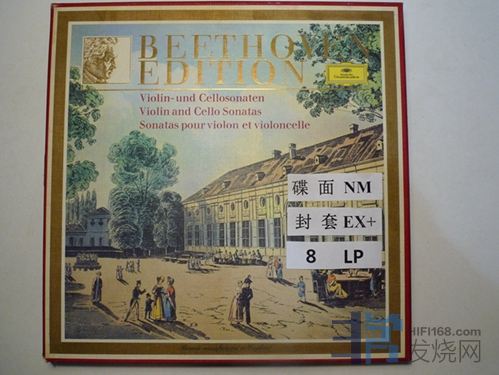 BEETHOVEN
EDITION
Violin- und Cellosonaten
Violin and Cello Sonatas
Sonates pour violon et violoncelle
碟 面 NM
封 套 EX+
8 LP
HIFI168.com
发烧网